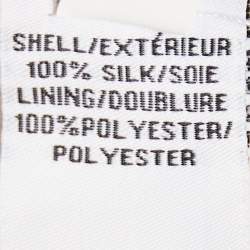 SHELL/EXTÉRIEUR
100% SILK/SOIE
LINING/DOUBLURE
100%POLYESTER/
POLYESTER